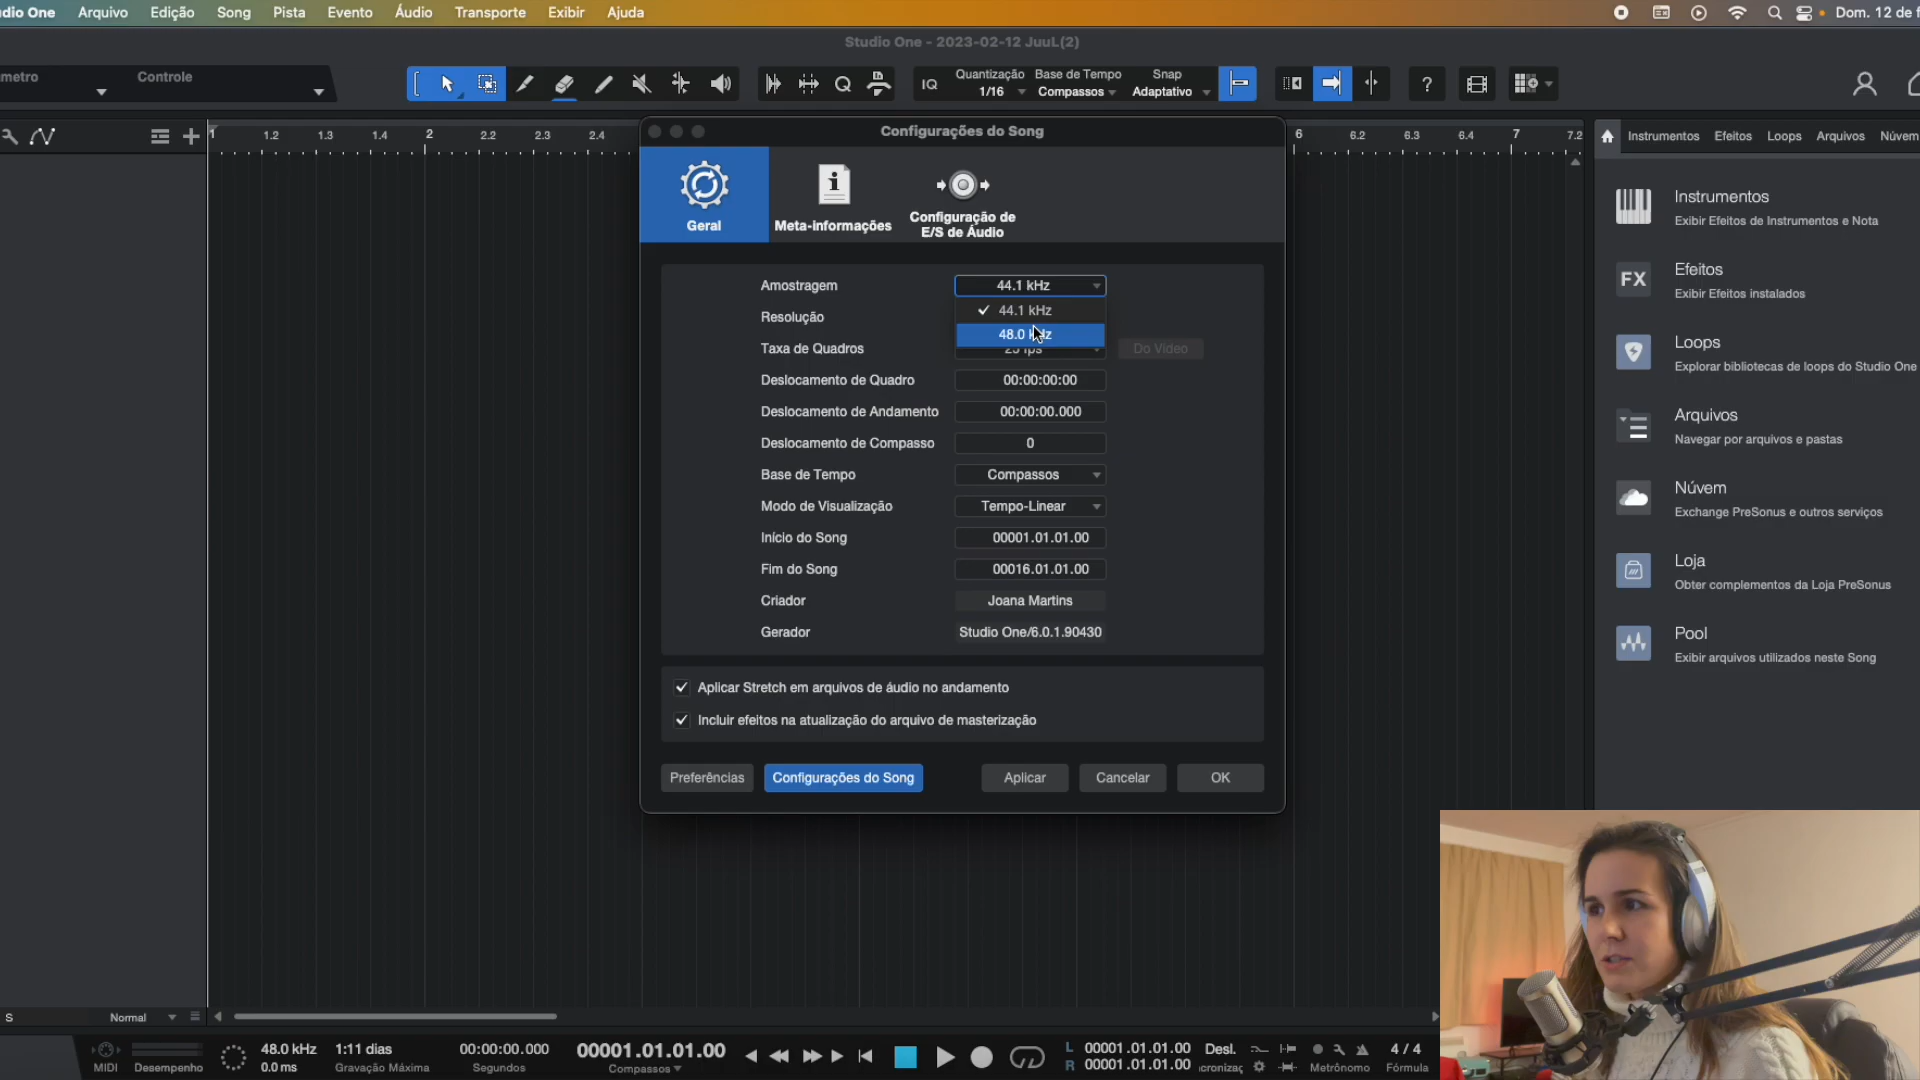 dio One Arquivo Edição Song Pista Evento Áudio Transporte Exibir Ajuda Dom. 12 de f
Studio One - 2023-02-12 JuuL(2)
metro Controle
IQ Quantização Base de Tempo Snap
1/16 Compassos Adaptativo ?
1 1.2 1.3 1.4 2 2.2 2.3 2.4 6 6.2 6.3 6.4 7 7.2
Instrumentos Efeitos Loops Arquivos Núvem
Configurações do Song
Geral
Meta-informações
Configuração de
E/S de Áudio
Amostragem 44.1 kHz
44.1 kHz
Resolução
48.0 kHz
Taxa de Quadros 25 fps Do Vídeo
Deslocamento de Quadro 00:00:00:00
Deslocamento de Andamento 00:00:00.000
Deslocamento de Compasso 0
Base de Tempo Compassos
Modo de Visualização Tempo-Linear
Início do Song 00001.01.01.00
Fim do Song 00016.01.01.00
Criador Joana Martins
Gerador Studio One/6.0.1.90430
Aplicar Stretch em arquivos de áudio no andamento
Incluir efeitos na atualização do arquivo de masterização
Preferências Configurações do Song Aplicar Cancelar OK
Instrumentos
Exibir Efeitos de Instrumentos e Nota
FX
Efeitos
Exibir Efeitos instalados
Loops
Explorar bibliotecas de loops do Studio One
Arquivos
Navegar por arquivos e pastas
Núvem
Exchange PreSonus e outros serviços
Loja
Obter complementos da Loja PreSonus
Pool
Exibir arquivos utilizados neste Song
S Normal
MIDI Desempenho
48.0 kHz
0.0 ms
1:11 dias
Gravação Máxima
00:00:00.000
Segundos
00001.01.01.00
Compassos
L 00001.01.01.00
R 00001.01.01.00
Desl.
cronizaç
Metrônomo
4 / 4
Fórmula